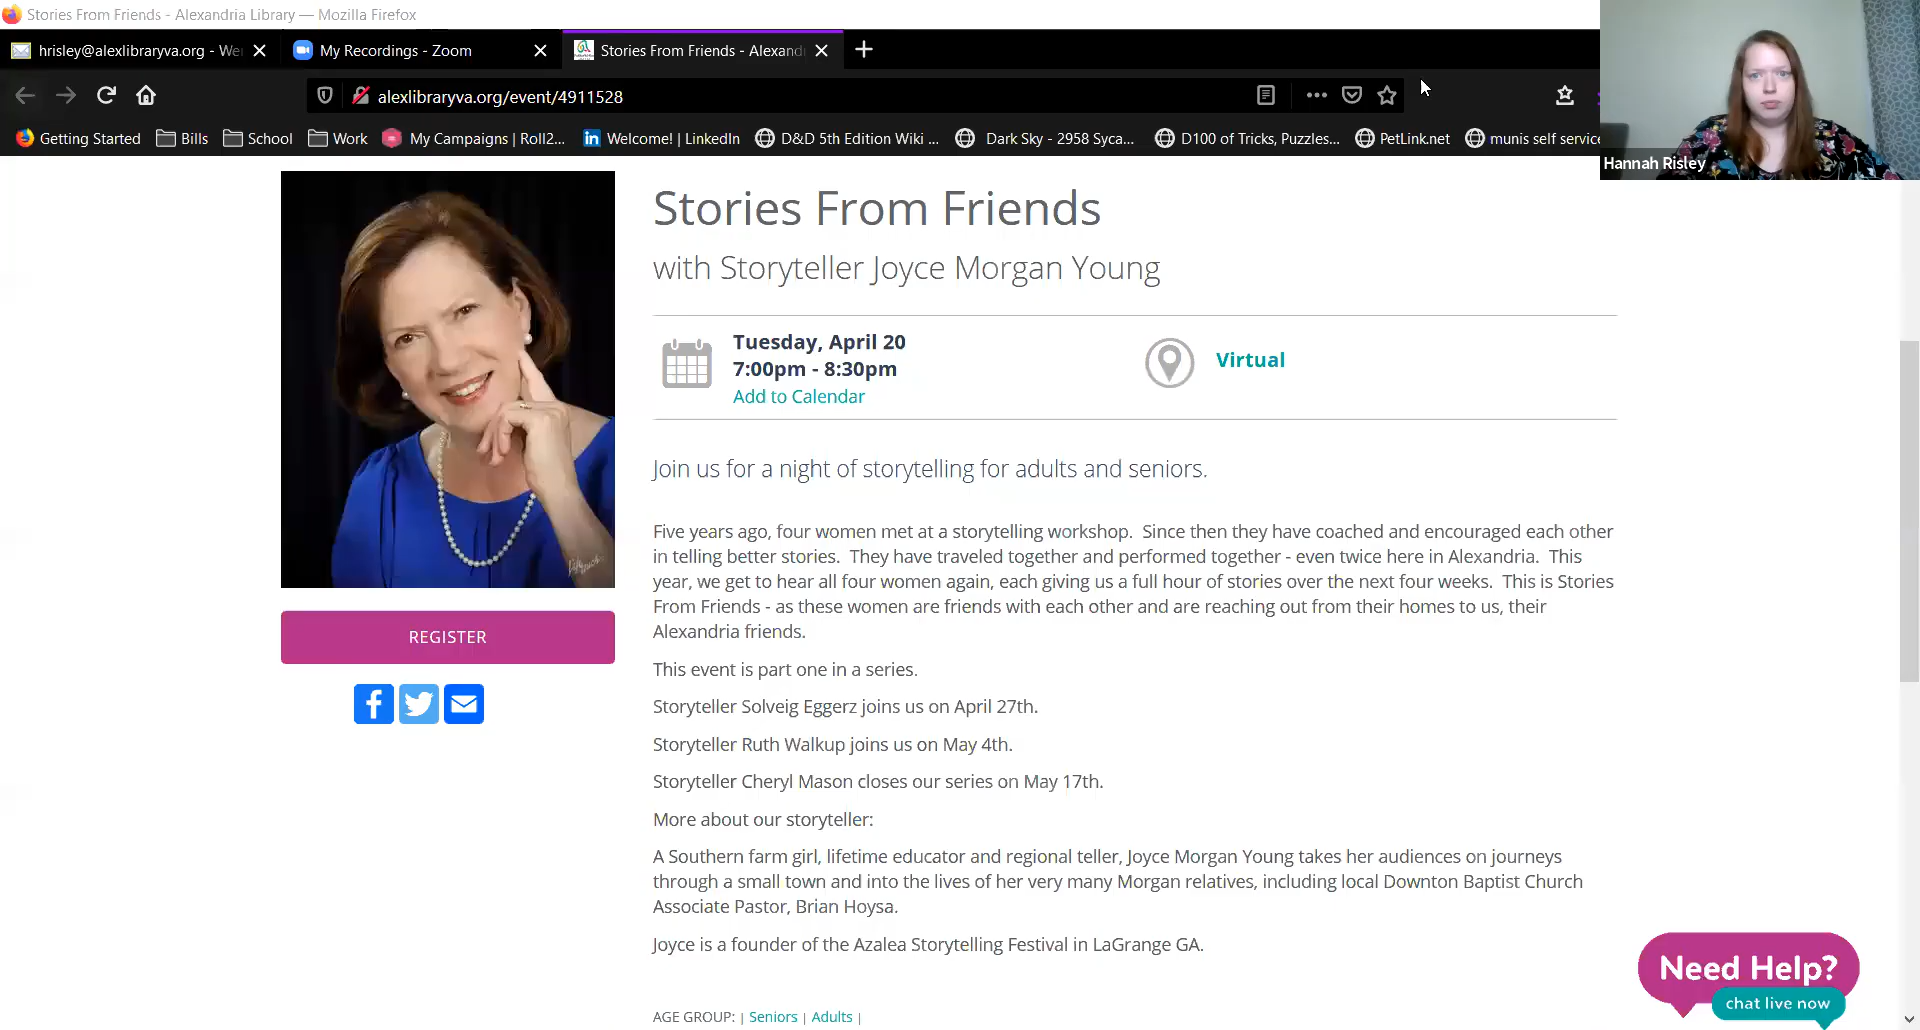 Stories From Friends - Alexandria Library — Mozilla Firefox
hrisley@alexlibraryva.org - We
My Recordings - Zoom
Stories From Friends - Alexand
alexlibraryva.org/event/4911528
Getting Started
Bills
School
Work
My Campaigns | Roll2...
in Welcome! | LinkedIn
D&D 5th Edition Wiki ...
Dark Sky - 2958 Syca...
D100 of Tricks, Puzzles...
PetLink.net
munis self service
Hannah Risley
Stories From Friends
with Storyteller Joyce Morgan Young
Tuesday, April 20
7:00pm - 8:30pm
Add to Calendar
Virtual
Join us for a night of storytelling for adults and seniors.
Five years ago, four women met at a storytelling workshop. Since then they have coached and encouraged each other
in telling better stories. They have traveled together and performed together - even twice here in Alexandria. This
year, we get to hear all four women again, each giving us a full hour of stories over the next four weeks. This is Stories
From Friends - as these women are friends with each other and are reaching out from their homes to us, their
Alexandria friends.
This event is part one in a series.
Storyteller Solveig Eggerz joins us on April 27th.
Storyteller Ruth Walkup joins us on May 4th.
Storyteller Cheryl Mason closes our series on May 17th.
More about our storyteller:
A Southern farm girl, lifetime educator and regional teller, Joyce Morgan Young takes her audiences on journeys
through a small town and into the lives of her very many Morgan relatives, including local Downton Baptist Church
Associate Pastor, Brian Hoysa.
Joyce is a founder of the Azalea Storytelling Festival in LaGrange GA.
AGE GROUP: | Seniors | Adults |
REGISTER
Need Help?
chat live now